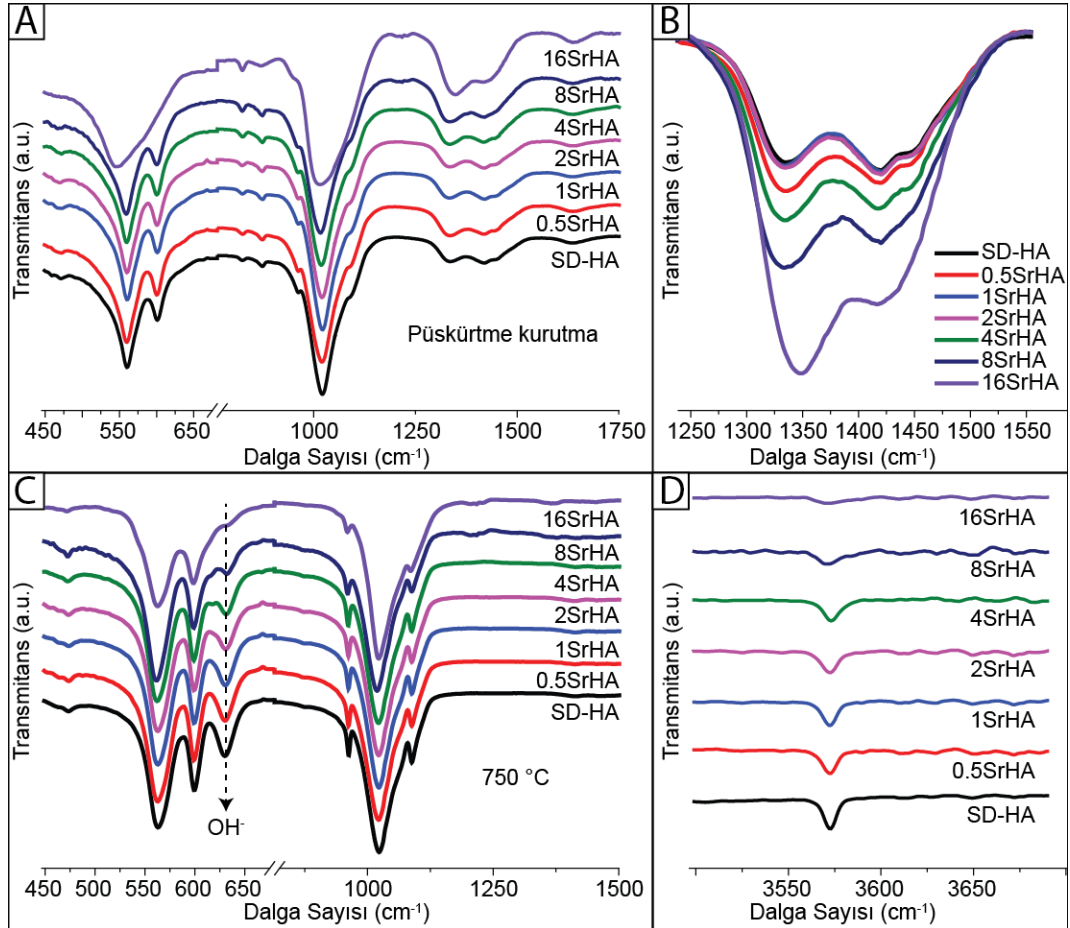 A
16SrHA
8SrHA
4SrHA
2SrHA
1SrHA
0.5SrHA
SD-HA
Püskürtme kurutma
Transmitans (a.u.)
450 550 650 1000 1250 1500 1750
Dalga Sayısı (cm⁻¹)
B
SD-HA
0.5SrHA
1SrHA
2SrHA
4SrHA
8SrHA
16SrHA
Transmitans (a.u.)
1250 1300 1350 1400 1450 1500 1550
Dalga Sayısı (cm⁻¹)
C
16SrHA
8SrHA
4SrHA
2SrHA
1SrHA
0.5SrHA
SD-HA
750 °C
OH⁻
Transmitans (a.u.)
450 500 550 600 650 1000 1250 1500
Dalga Sayısı (cm⁻¹)
D
16SrHA
8SrHA
4SrHA
2SrHA
1SrHA
0.5SrHA
SD-HA
Transmitans (a.u.)
3550 3600 3650
Dalga Sayısı (cm⁻¹)